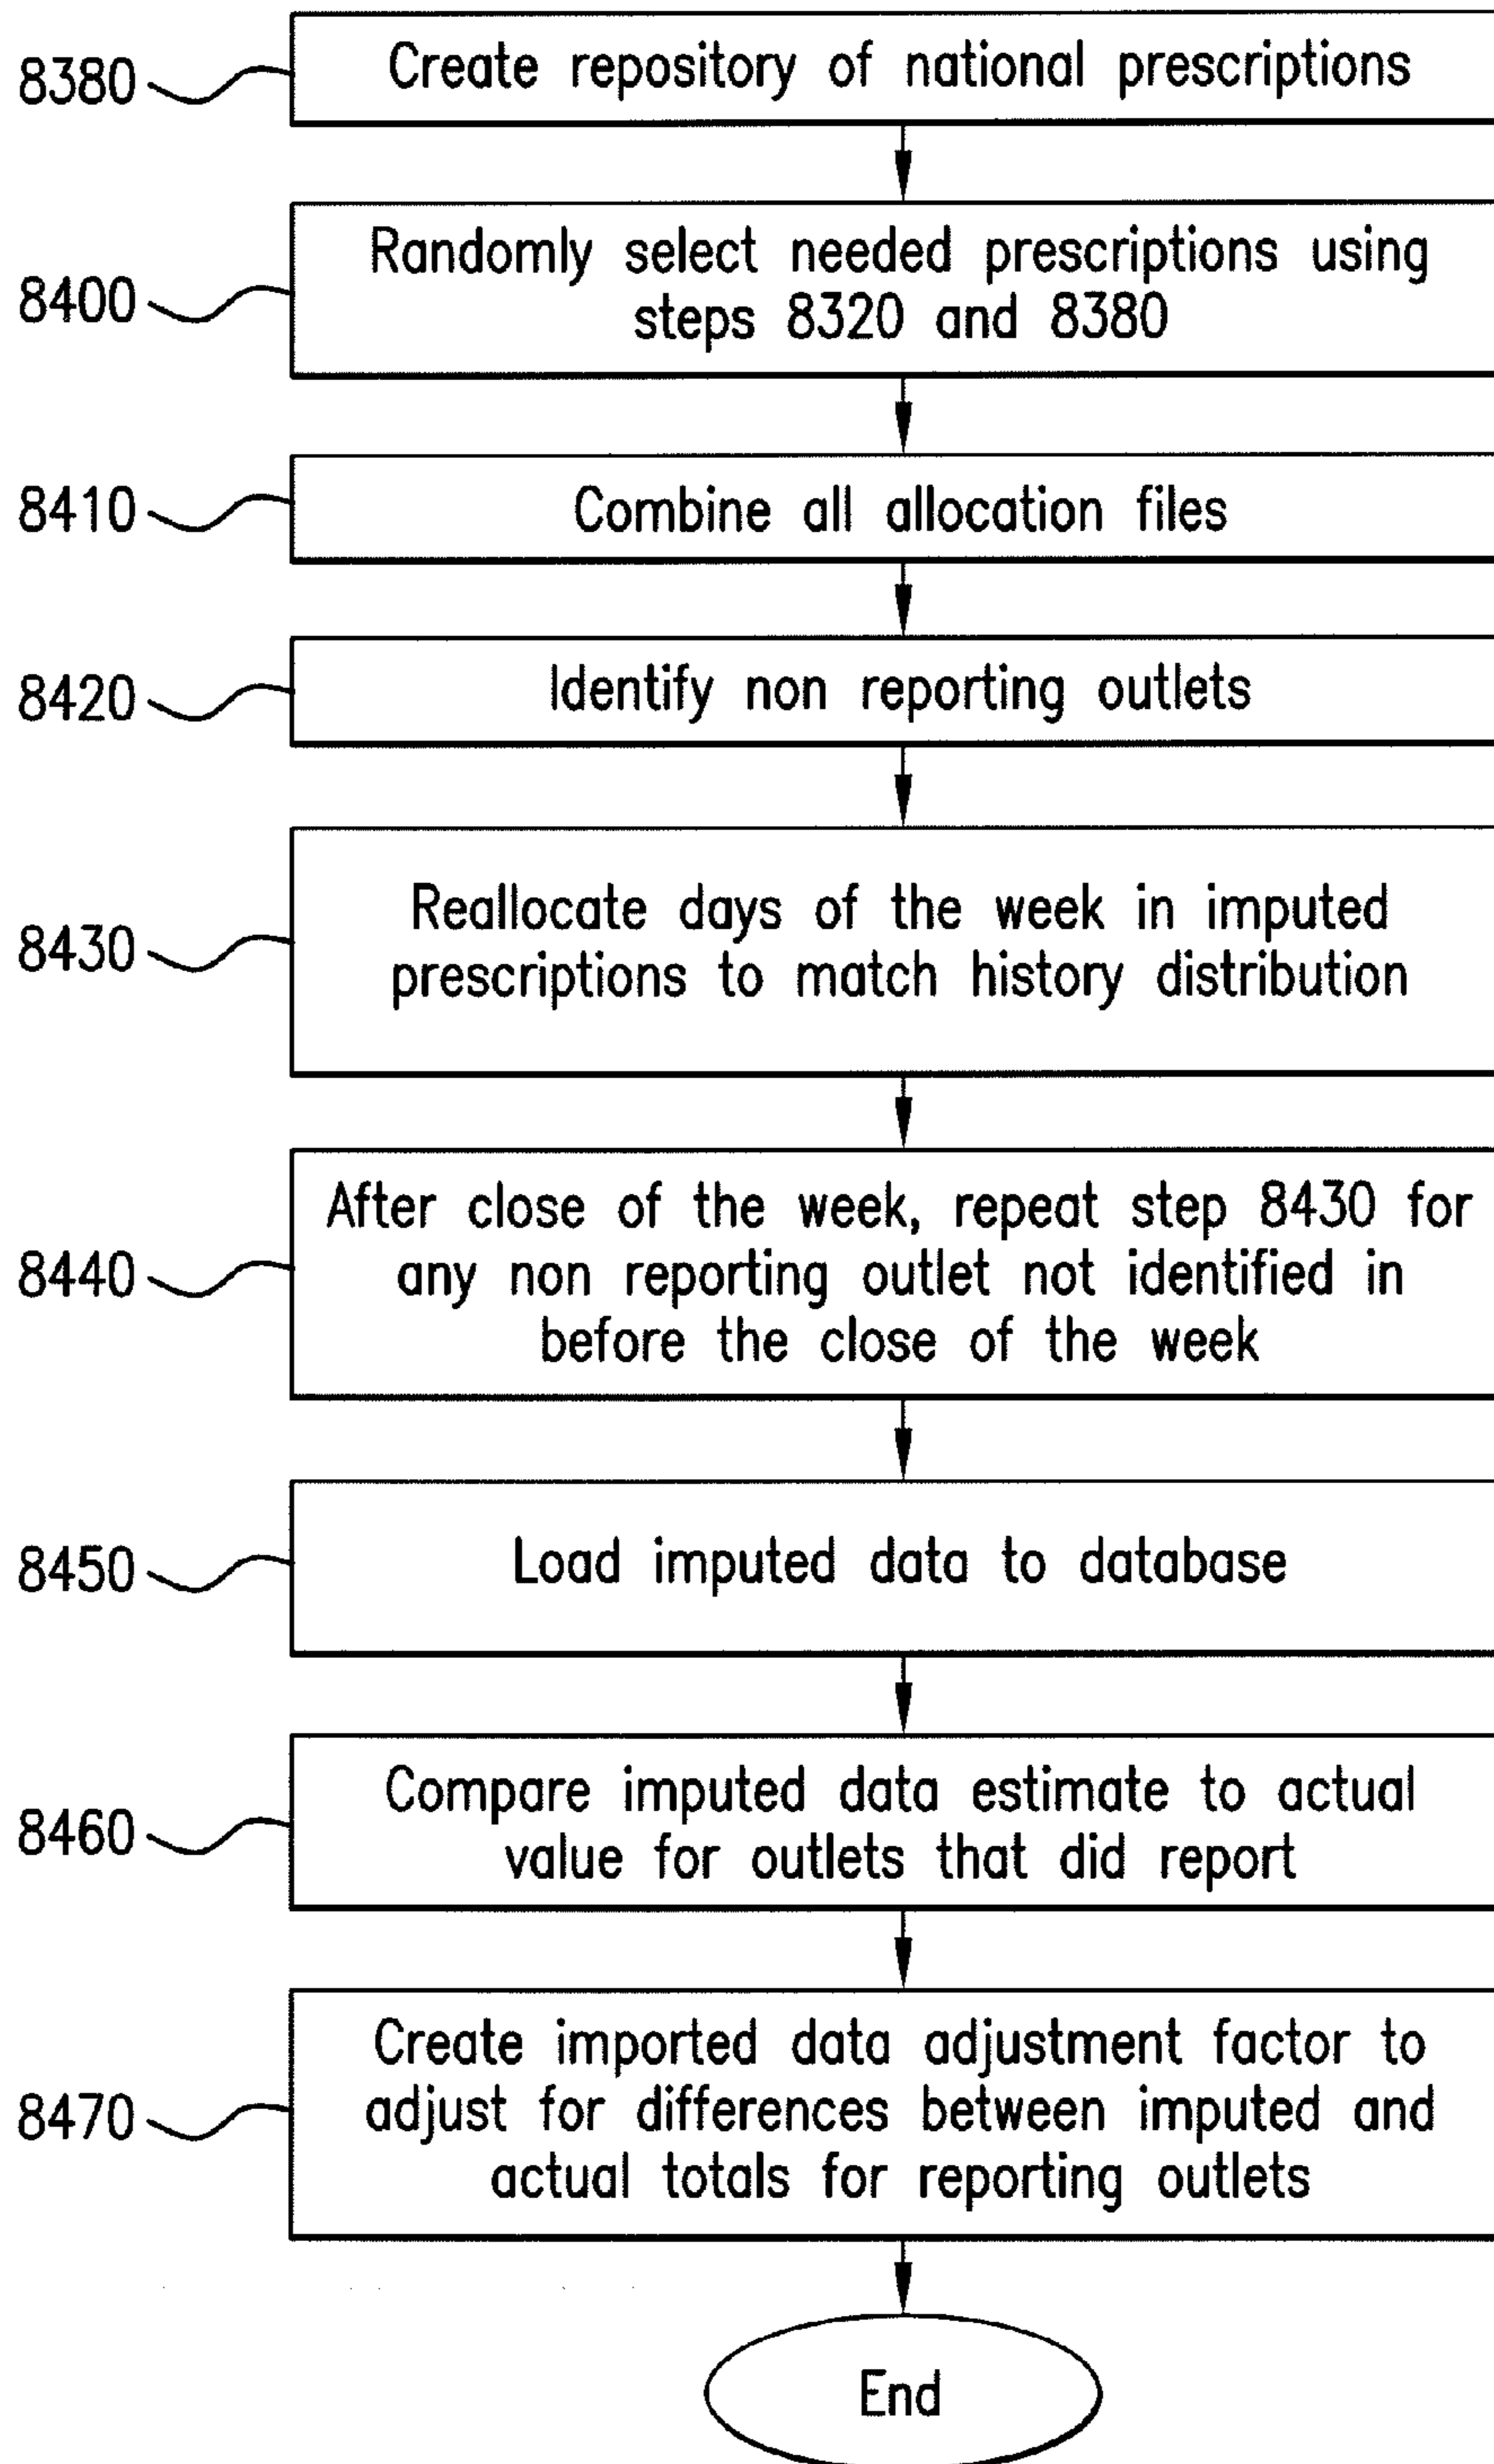 8380
Create repository of national prescriptions
8400
Randomly select needed prescriptions using
steps 8320 and 8380
8410
Combine all allocation files
8420
Identify non reporting outlets
8430
Reallocate days of the week in imputed
prescriptions to match history distribution
8440
After close of the week, repeat step 8430 for
any non reporting outlet not identified in
before the close of the week
8450
Load imputed data to database
8460
Compare imputed data estimate to actual
value for outlets that did report
8470
Create imported data adjustment factor to
adjust for differences between imputed and
actual totals for reporting outlets
End